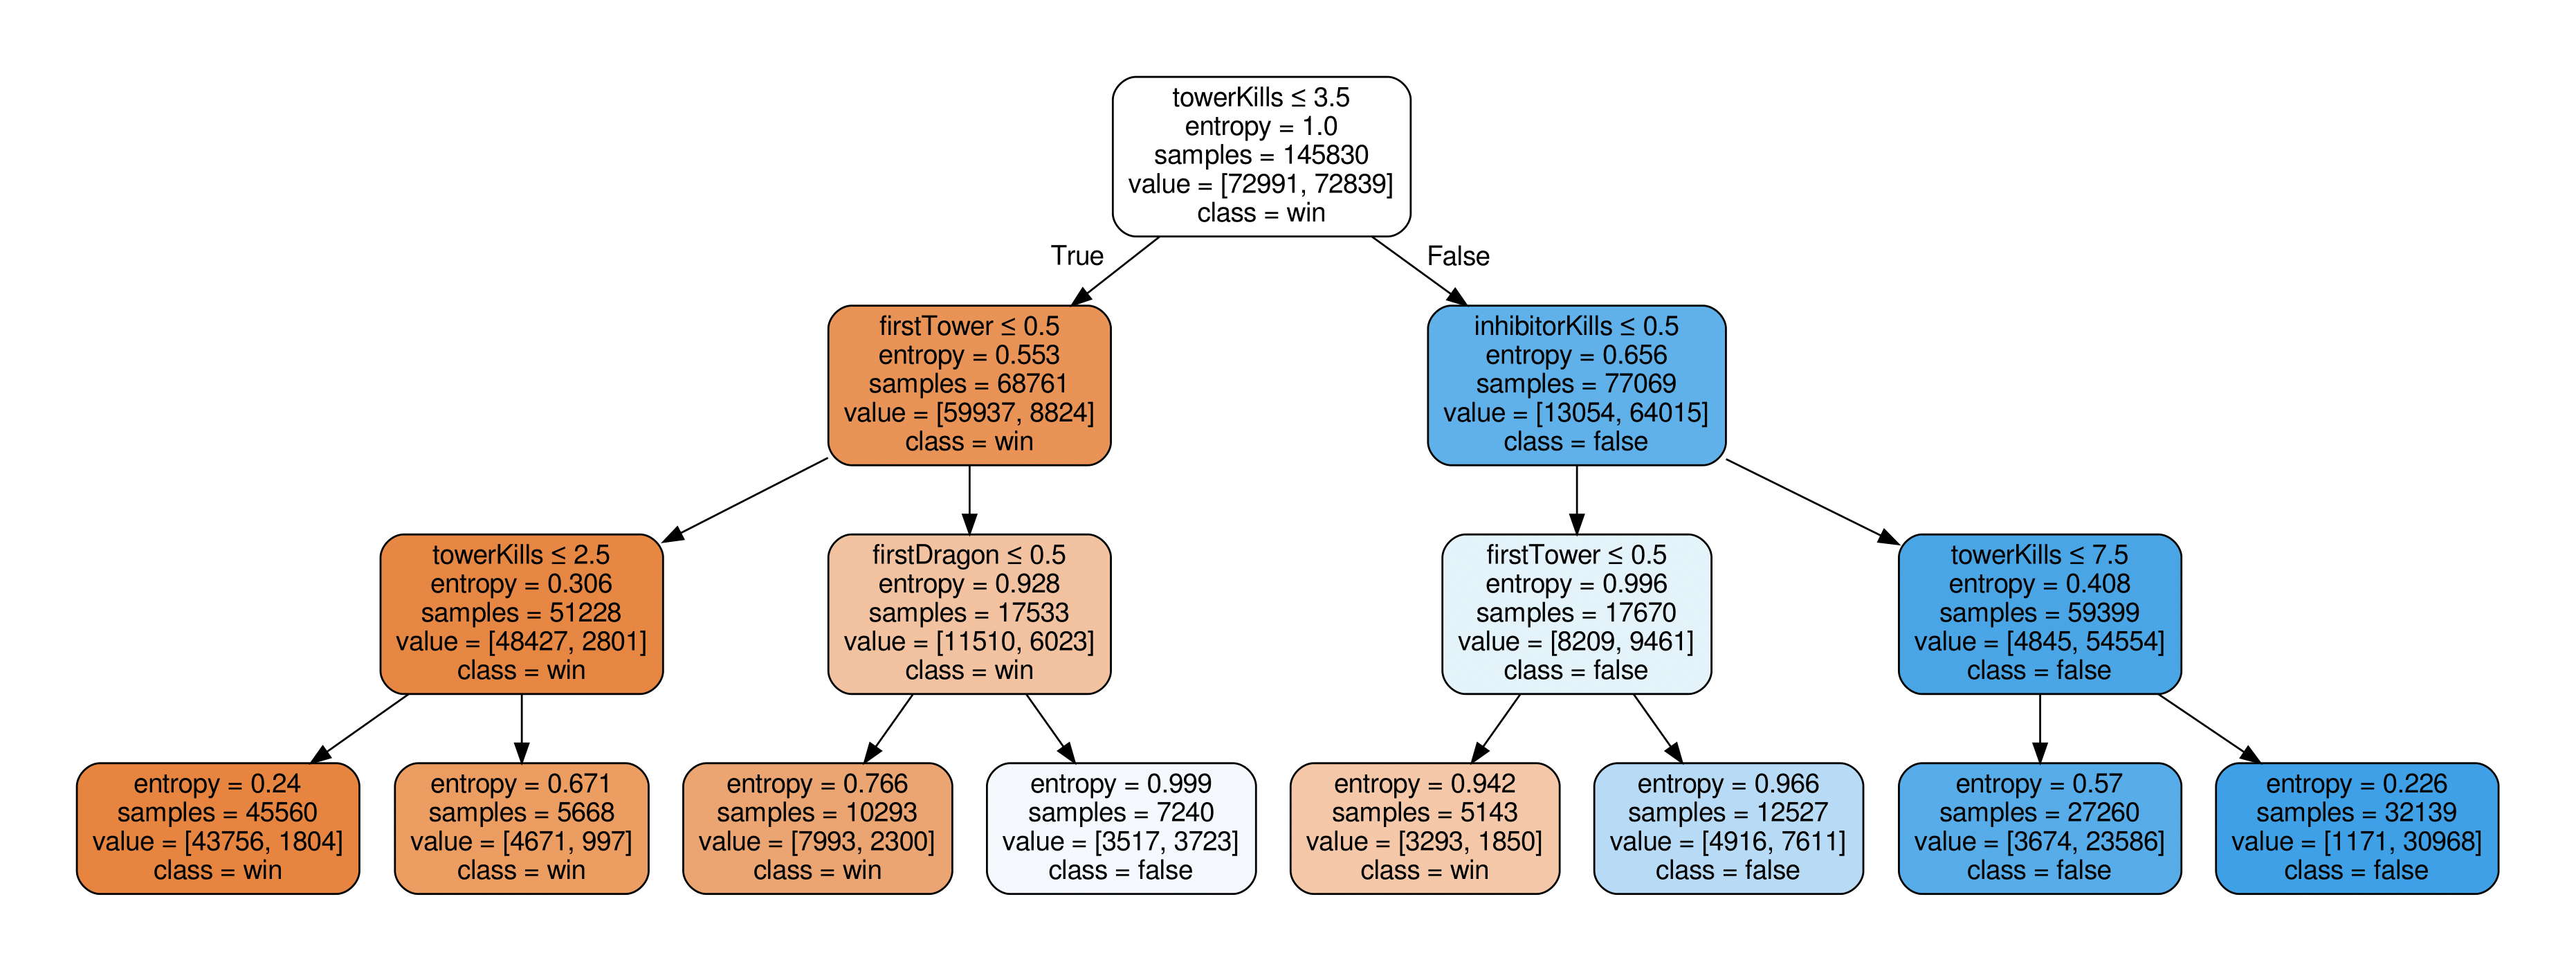 towerKills ≤ 3.5
entropy = 1.0
samples = 145830
value = [72991, 72839]
class = win
True
False
firstTower ≤ 0.5
entropy = 0.553
samples = 68761
value = [59937, 8824]
class = win
inhibitorKills ≤ 0.5
entropy = 0.656
samples = 77069
value = [13054, 64015]
class = false
towerKills ≤ 2.5
entropy = 0.306
samples = 51228
value = [48427, 2801]
class = win
firstDragon ≤ 0.5
entropy = 0.928
samples = 17533
value = [11510, 6023]
class = win
firstTower ≤ 0.5
entropy = 0.996
samples = 17670
value = [8209, 9461]
class = false
towerKills ≤ 7.5
entropy = 0.408
samples = 59399
value = [4845, 54554]
class = false
entropy = 0.24
samples = 45560
value = [43756, 1804]
class = win
entropy = 0.671
samples = 5668
value = [4671, 997]
class = win
entropy = 0.766
samples = 10293
value = [7993, 2300]
class = win
entropy = 0.999
samples = 7240
value = [3517, 3723]
class = false
entropy = 0.942
samples = 5143
value = [3293, 1850]
class = win
entropy = 0.966
samples = 12527
value = [4916, 7611]
class = false
entropy = 0.57
samples = 27260
value = [3674, 23586]
class = false
entropy = 0.226
samples = 32139
value = [1171, 30968]
class = false